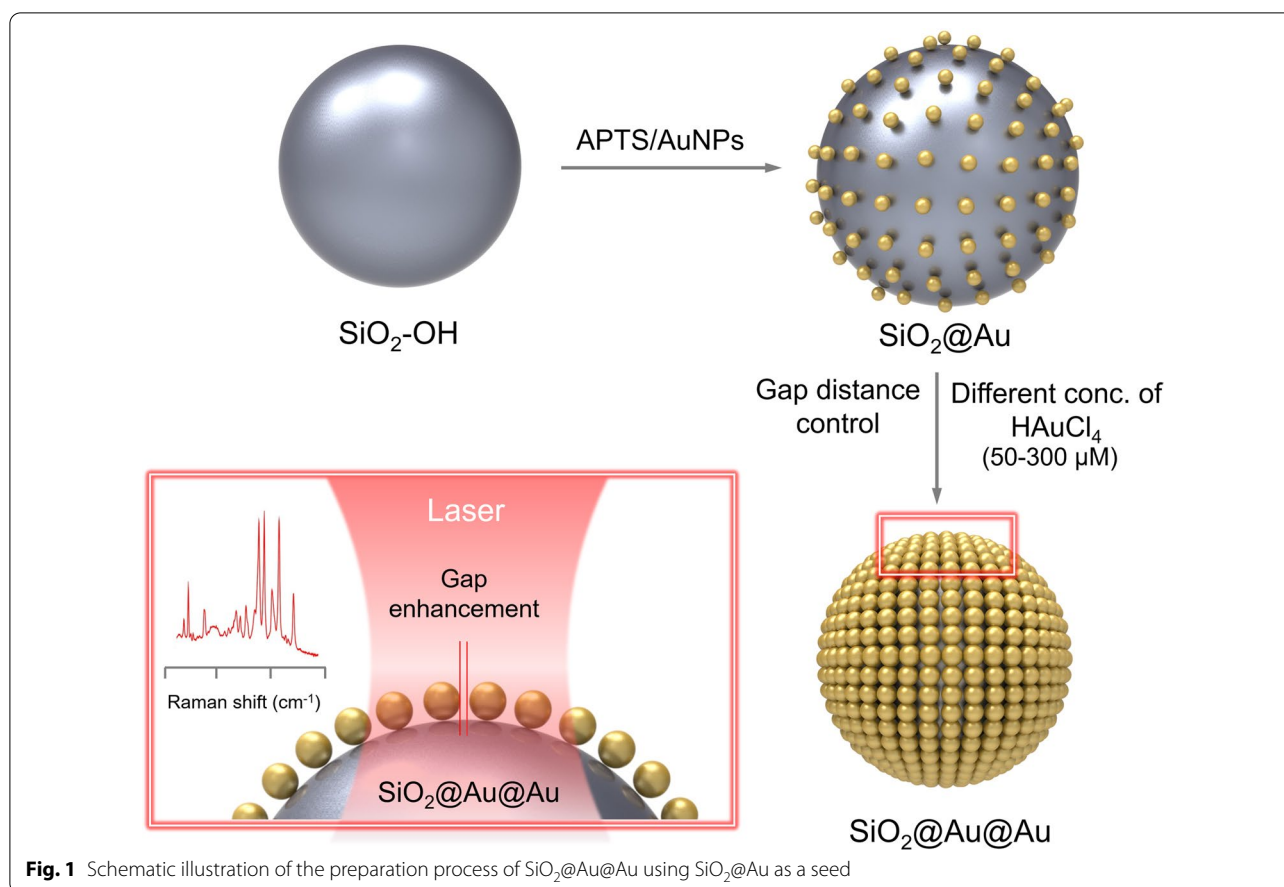 APTS/AuNPs
SiO₂-OH
SiO₂@Au
Gap distance
control
Different conc. of
HAuCl₄
(50-300 µM)
Laser
Gap
enhancement
Raman shift (cm⁻¹)
SiO₂@Au@Au
SiO₂@Au@Au
Fig. 1 Schematic illustration of the preparation process of SiO₂@Au@Au using SiO₂@Au as a seed